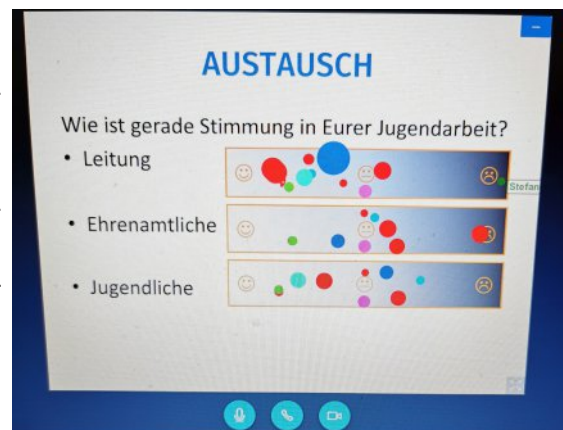 AUSTAUSCH
Wie ist gerade Stimmung in Eurer Jugendarbeit?
• Leitung
Stefan
• Ehrenamtliche
• Jugendliche